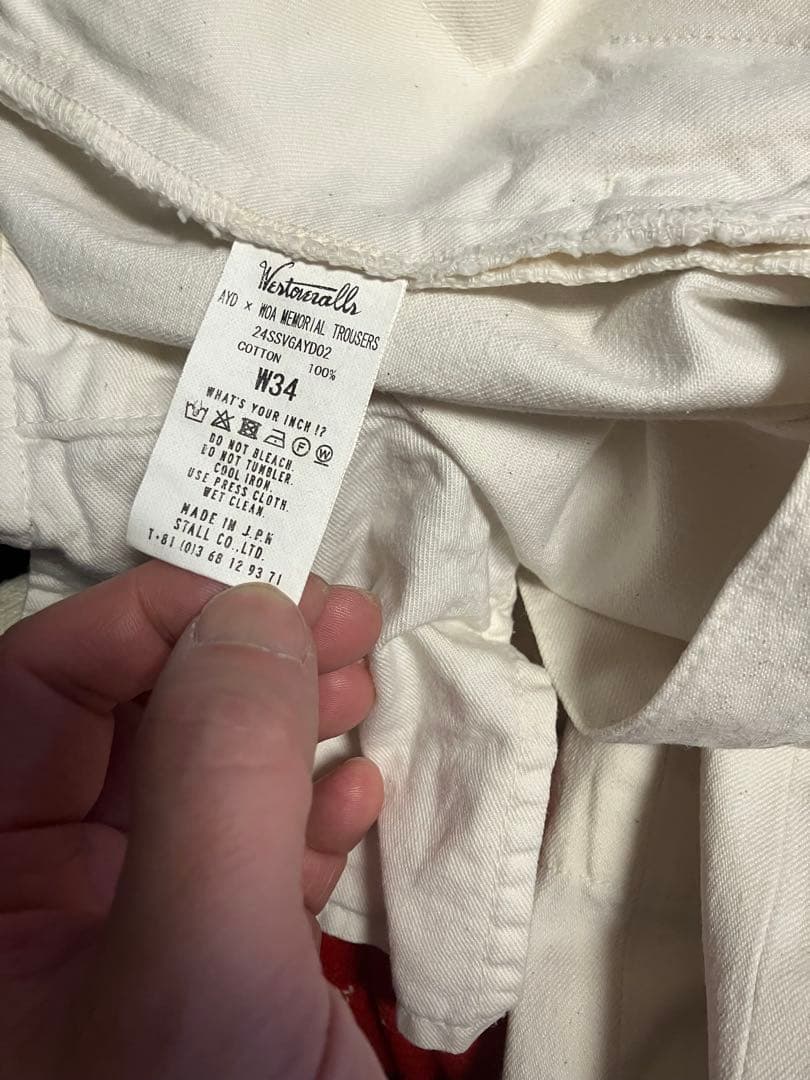 Westoveralls
AYD × WOA MEMORIAL TROUSERS
24SSVGAYD02
COTTON 100%
W34
WHAT'S YOUR INCH!?
F W
DO NOT BLEACH.
DO NOT TUMBLER.
COOL IRON.
USE PRESS CLOTH.
WET CLEAN.
MADE IN J.P.N
STALL CO.,LTD.
T+81 (0)3 68 12 93 71